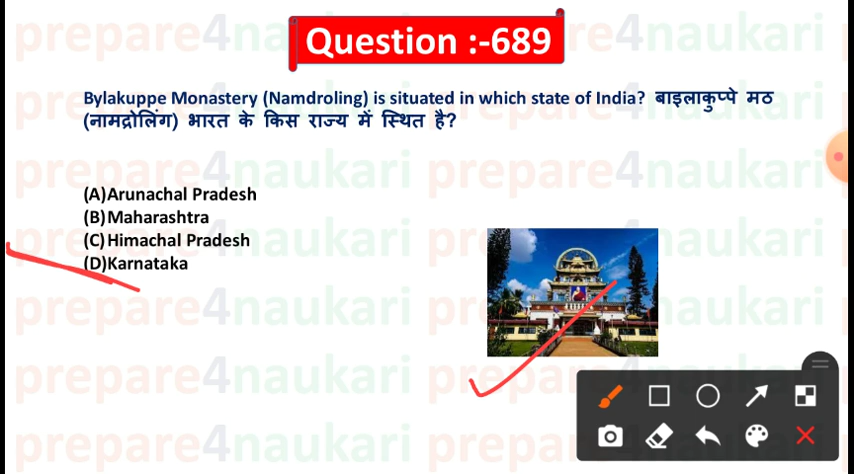 Question :-689
Bylakuppe Monastery (Namdroling) is situated in which state of India? बाइलाकुप्पे मठ
(नामद्रोलिंग) भारत के किस राज्य में स्थित है?
(A)Arunachal Pradesh
(B)Maharashtra
(C)Himachal Pradesh
(D)Karnataka
prepare4naukari